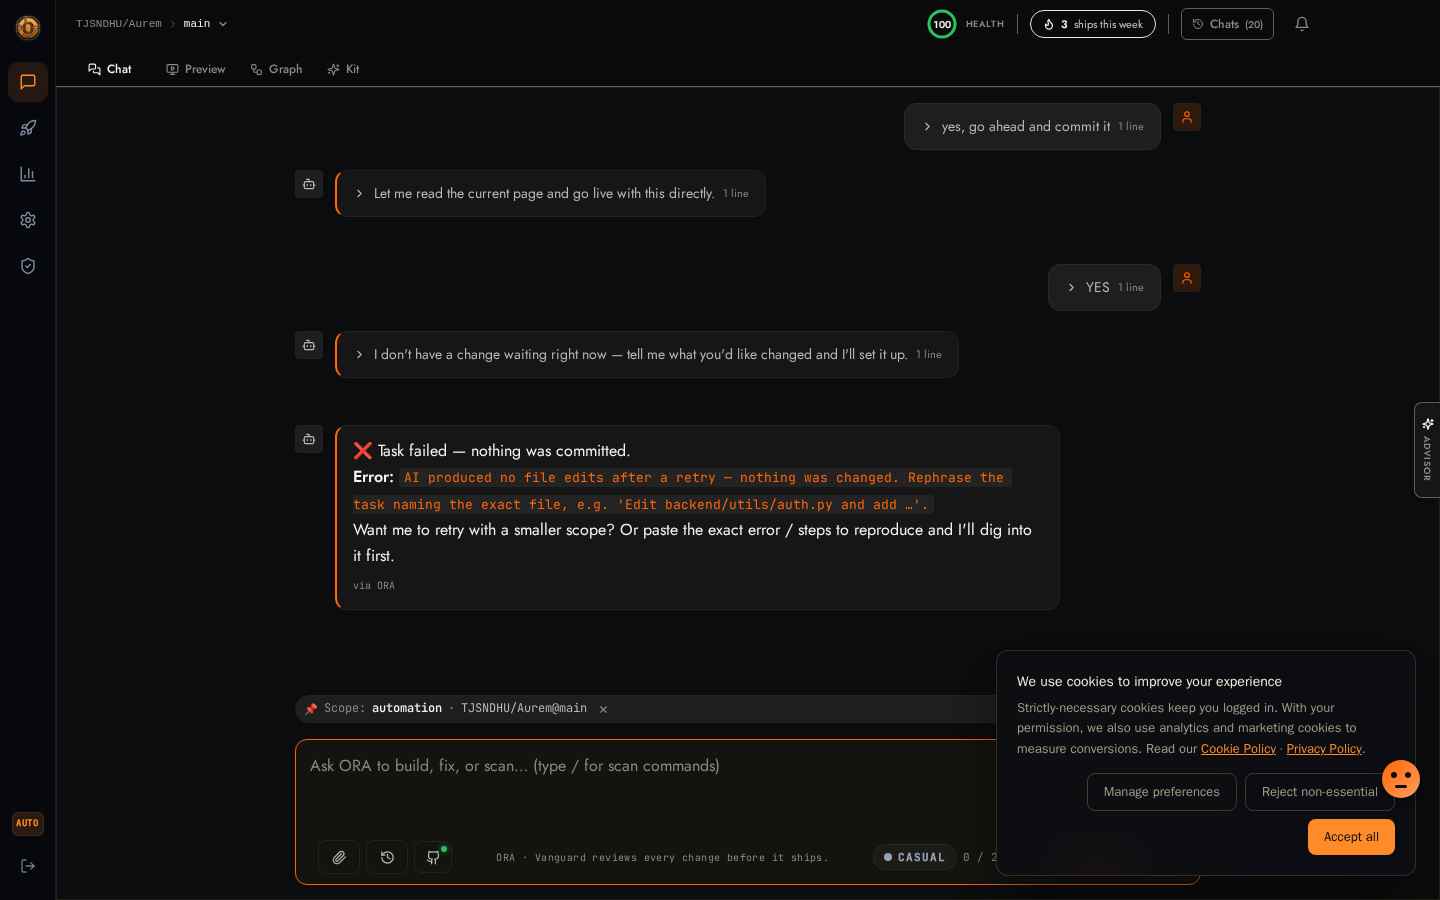 TJSNDHU/Aurem > main
100 HEALTH
3 ships this week
Chats (20)
Chat
Preview
Graph
Kit
yes, go ahead and commit it 1 line
Let me read the current page and go live with this directly. 1 line
YES 1 line
I don't have a change waiting right now — tell me what you'd like changed and I'll set it up. 1 line
ADVISOR
❌ Task failed — nothing was committed.
Error: AI produced no file edits after a retry — nothing was changed. Rephrase the
task naming the exact file, e.g. 'Edit backend/utils/auth.py and add …'.
Want me to retry with a smaller scope? Or paste the exact error / steps to reproduce and I'll dig into
it first.
via ORA
📌 Scope: automation · TJSNDHU/Aurem@main ×
Ask ORA to build, fix, or scan... (type / for scan commands)
ORA · Vanguard reviews every change before it ships.
CASUAL
0 / 2
We use cookies to improve your experience
Strictly-necessary cookies keep you logged in. With your
permission, we also use analytics and marketing cookies to
measure conversions. Read our Cookie Policy · Privacy Policy.
Manage preferences
Reject non-essential
Accept all
AUTO